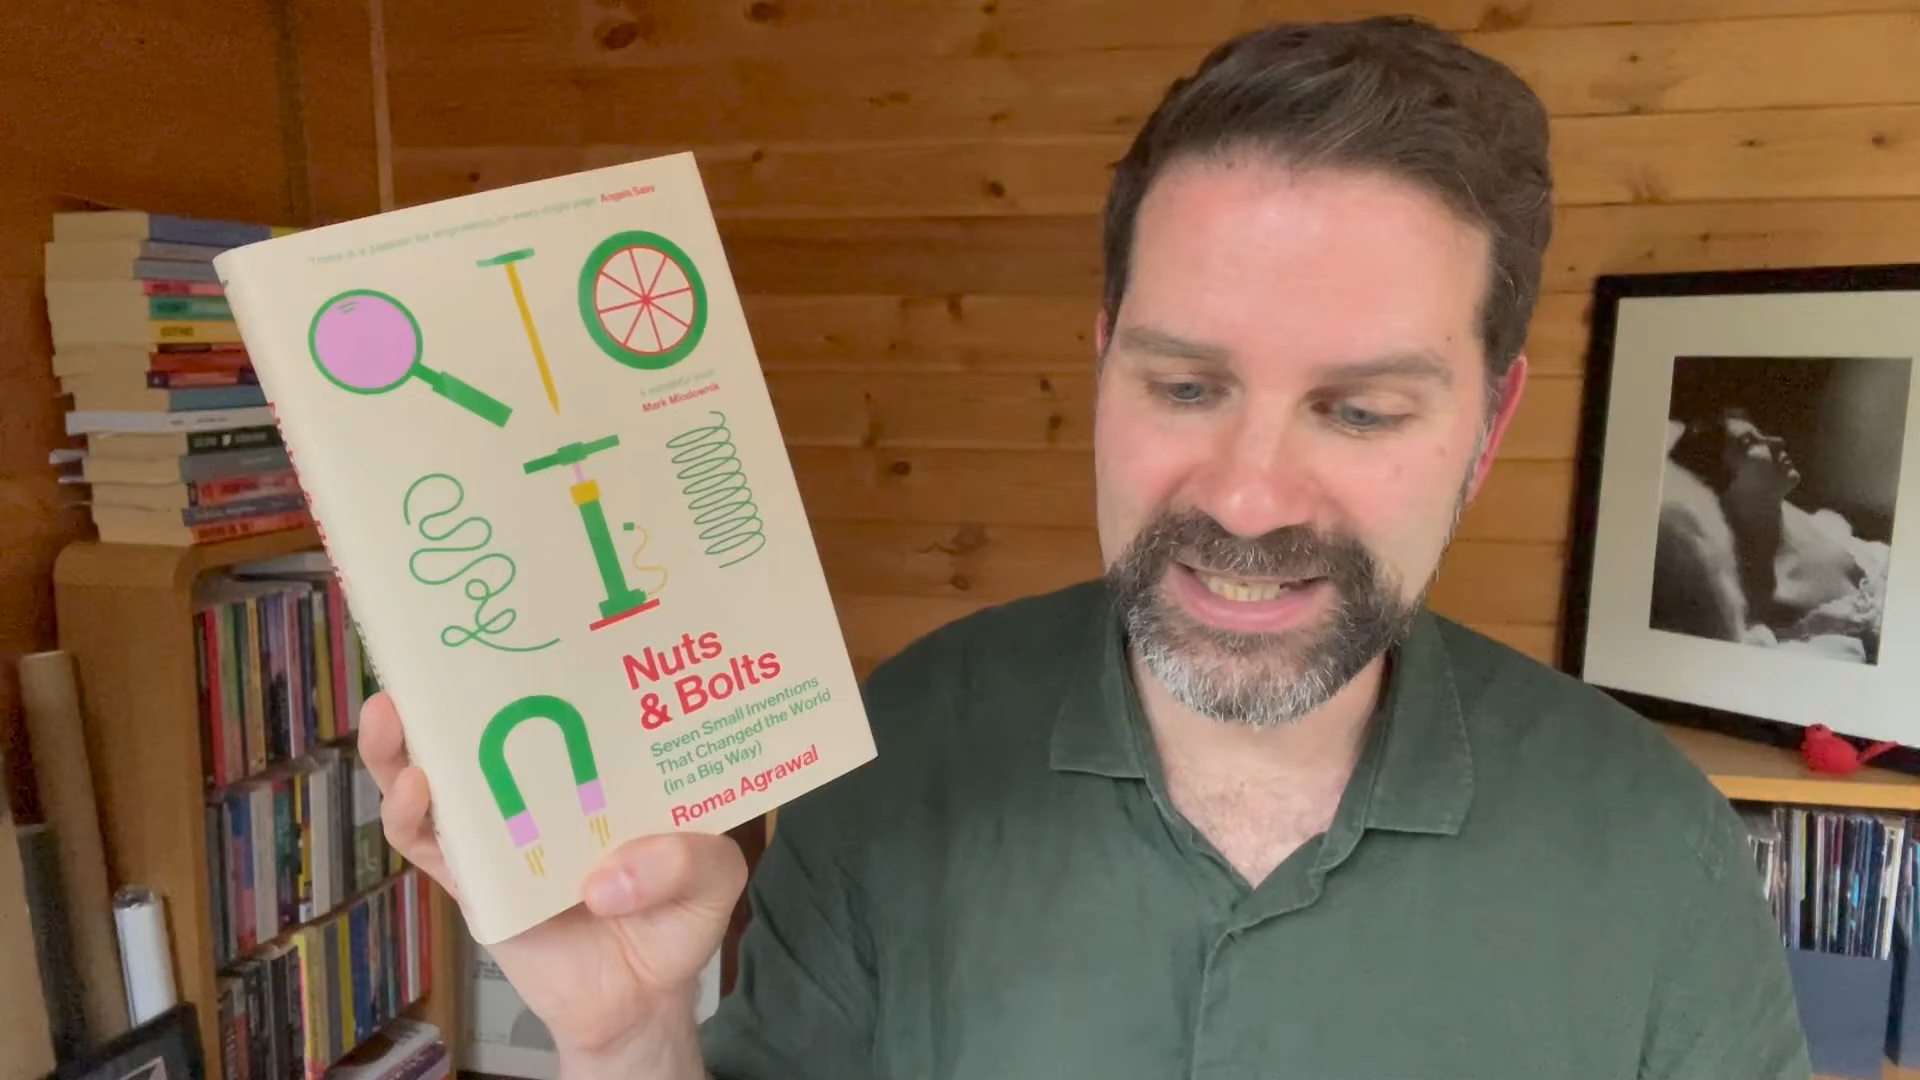 "There is a passion for engineering on every single page" Angela Saini
'A wonderful book'
Mark Miodownik
Nuts
& Bolts
Seven Small Inventions
That Changed the World
(in a Big Way)
Roma Agrawal